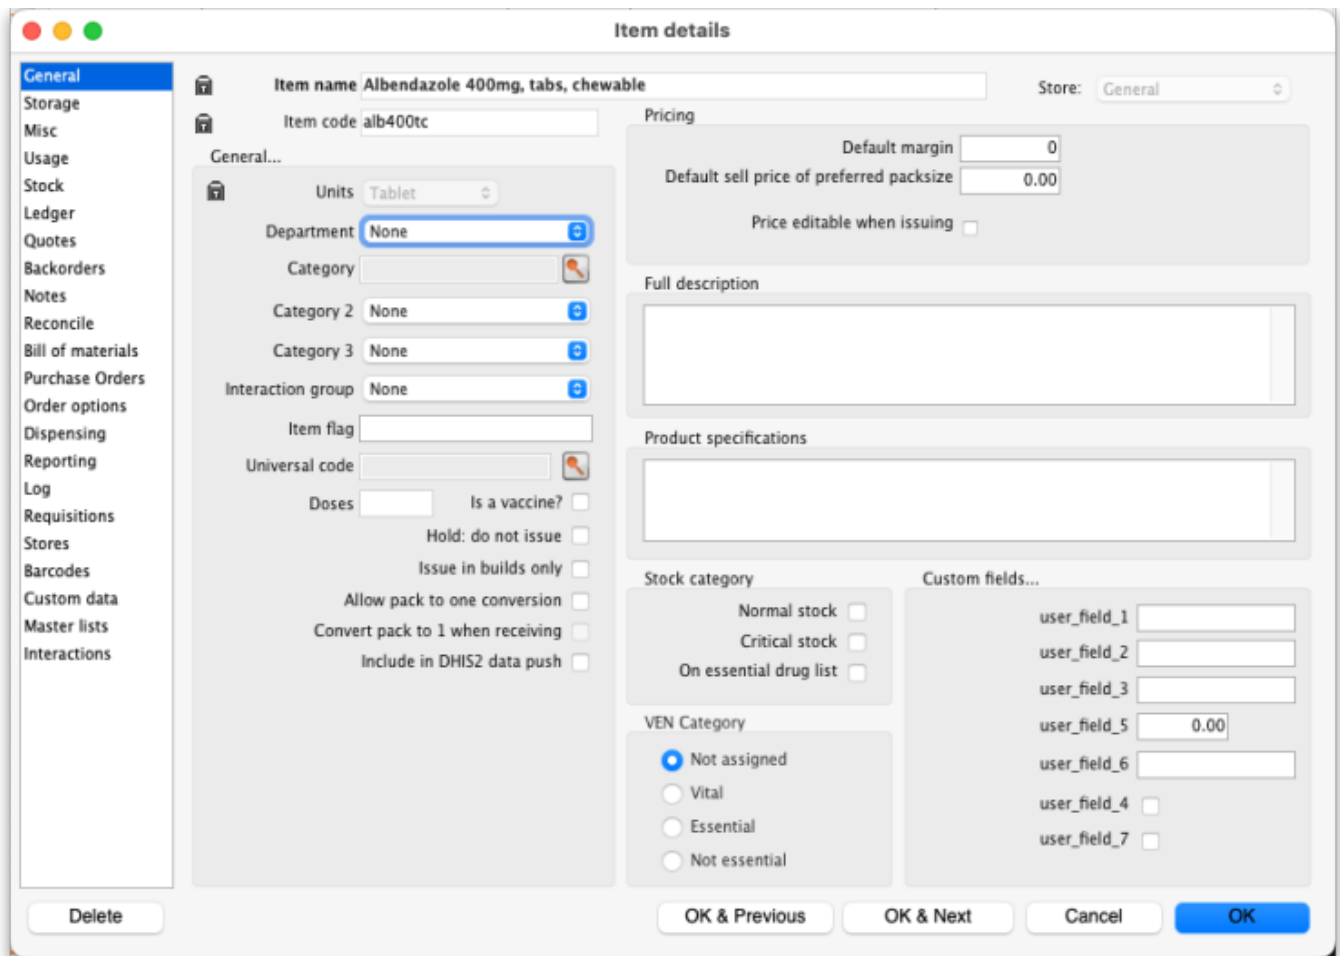 Item details
General
Storage
Misc
Usage
Stock
Ledger
Quotes
Backorders
Notes
Reconcile
Bill of materials
Purchase Orders
Order options
Dispensing
Reporting
Log
Requisitions
Stores
Barcodes
Custom data
Master lists
Interactions
Item name Albendazole 400mg, tabs, chewable
Store: General
Item code alb400tc
General...
Units Tablet
Department None
Category
Category 2 None
Category 3 None
Interaction group None
Item flag
Universal code
Doses Is a vaccine?
Hold: do not issue
Issue in builds only
Allow pack to one conversion
Convert pack to 1 when receiving
Include in DHIS2 data push
Pricing
Default margin 0
Default sell price of preferred packsize 0.00
Price editable when issuing
Full description
Product specifications
Stock category
Normal stock
Critical stock
On essential drug list
VEN Category
Not assigned
Vital
Essential
Not essential
Custom fields...
user_field_1
user_field_2
user_field_3
user_field_5 0.00
user_field_6
user_field_4
user_field_7
Delete
OK & Previous
OK & Next
Cancel
OK